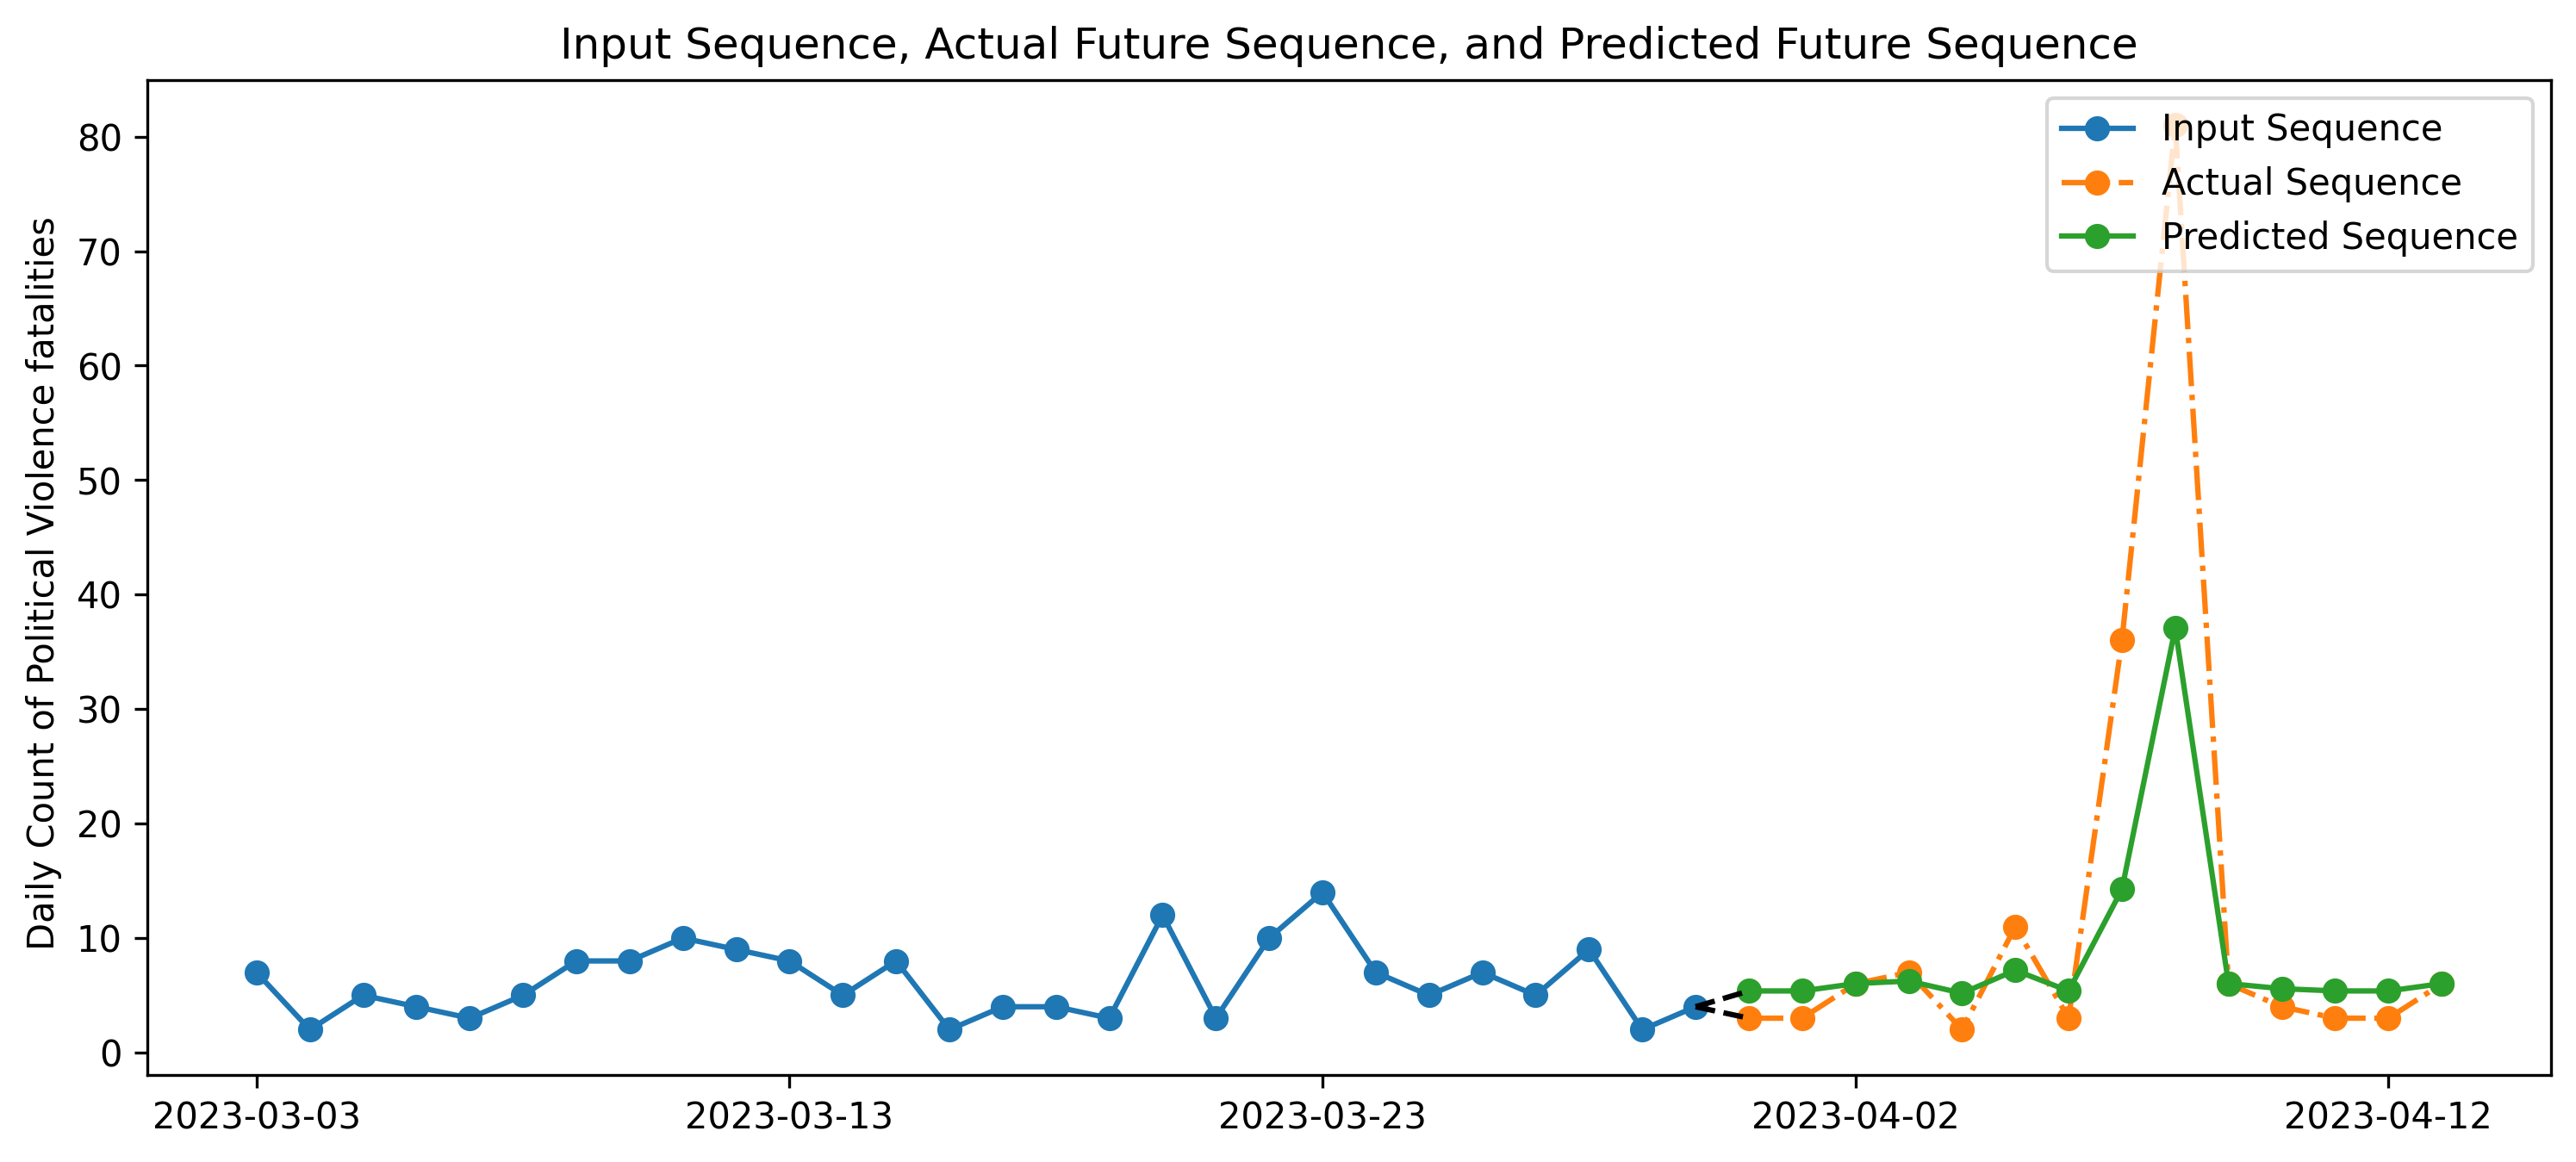 Input Sequence, Actual Future Sequence, and Predicted Future Sequence
Daily Count of Political Violence fatalities
80
70
60
50
40
30
20
10
0
Input Sequence
Actual Sequence
Predicted Sequence
2023-03-03
2023-03-13
2023-03-23
2023-04-02
2023-04-12